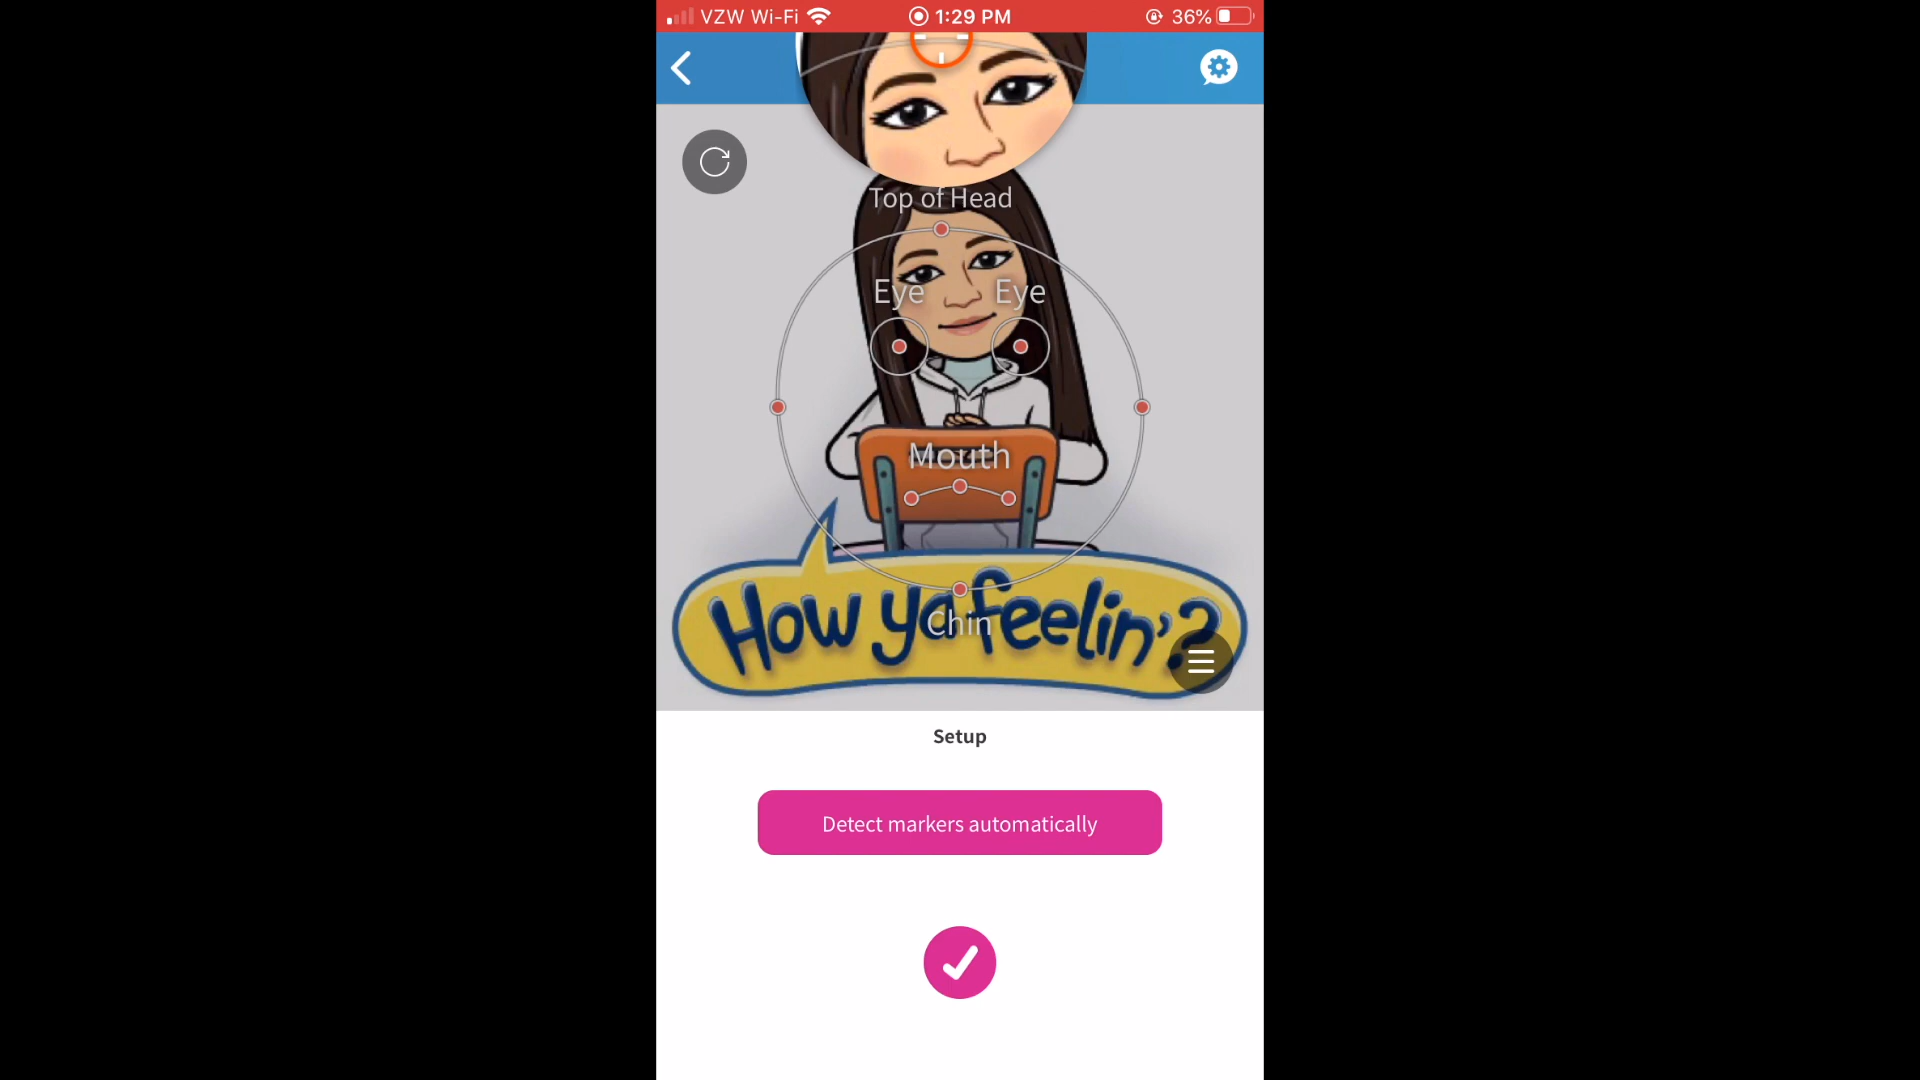 VZW Wi-Fi 1:29 PM 36%
Top of Head
Eye Eye
Mouth
How ya feelin'?
Chin
Setup
Detect markers automatically